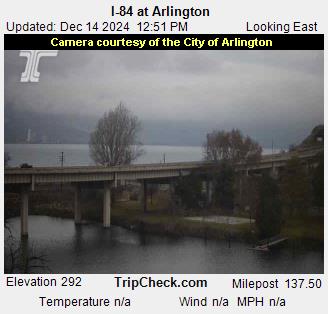 I-84 at Arlington
Updated: Dec 14 2024 12:51 PM Looking East
Camera courtesy of the City of Arlington
Elevation 292 TripCheck.com Milepost 137.50
Temperature n/a Wind n/a MPH n/a